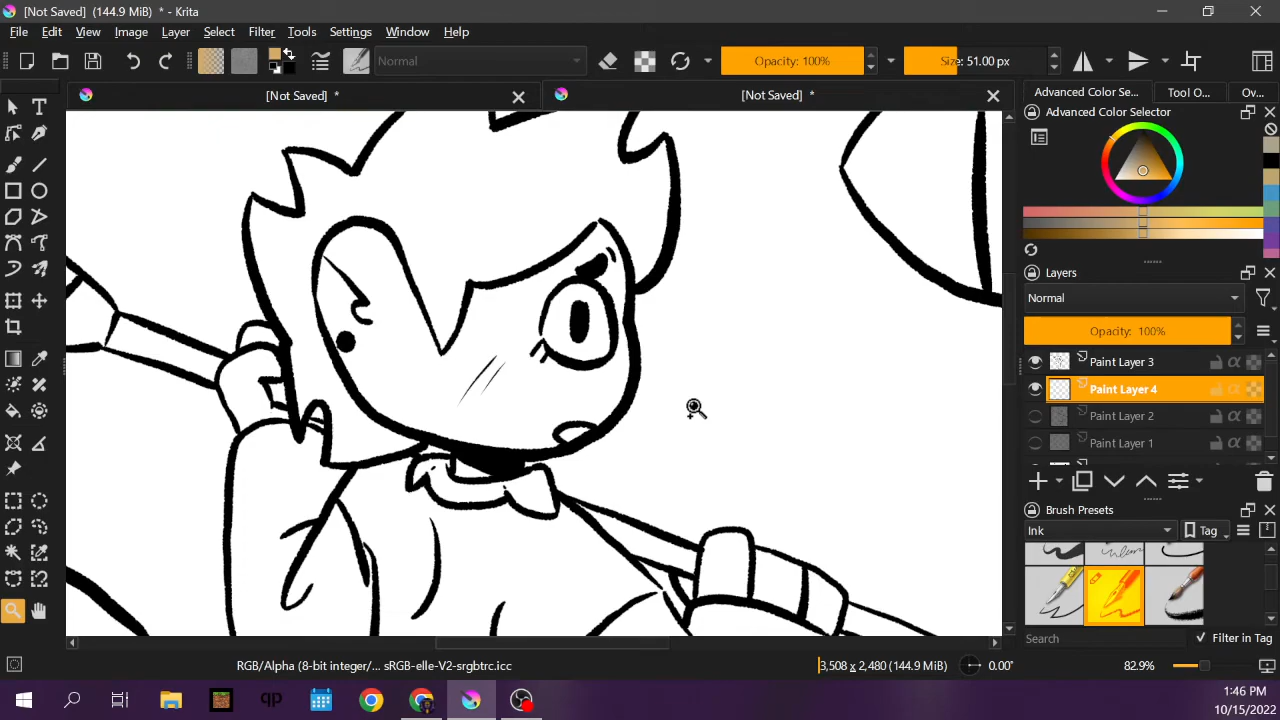 [Not Saved] (144.9 MiB) * - Krita
File Edit View Image Layer Select Filter Tools Settings Window Help
Normal
Opacity: 100%
Size: 51.00 px
[Not Saved] *
[Not Saved] *
Advanced Color Se...
Tool O...
Ov...
Advanced Color Selector
Layers
Normal
Opacity: 100%
Paint Layer 3
Paint Layer 4
Paint Layer 2
Paint Layer 1
Brush Presets
Ink
Tag
Search
Filter in Tag
RGB/Alpha (8-bit integer/... sRGB-elle-V2-srgbtrc.icc
3,508 x 2,480 (144.9 MiB)
0.00°
82.9%
qp
1:46 PM
10/15/2022